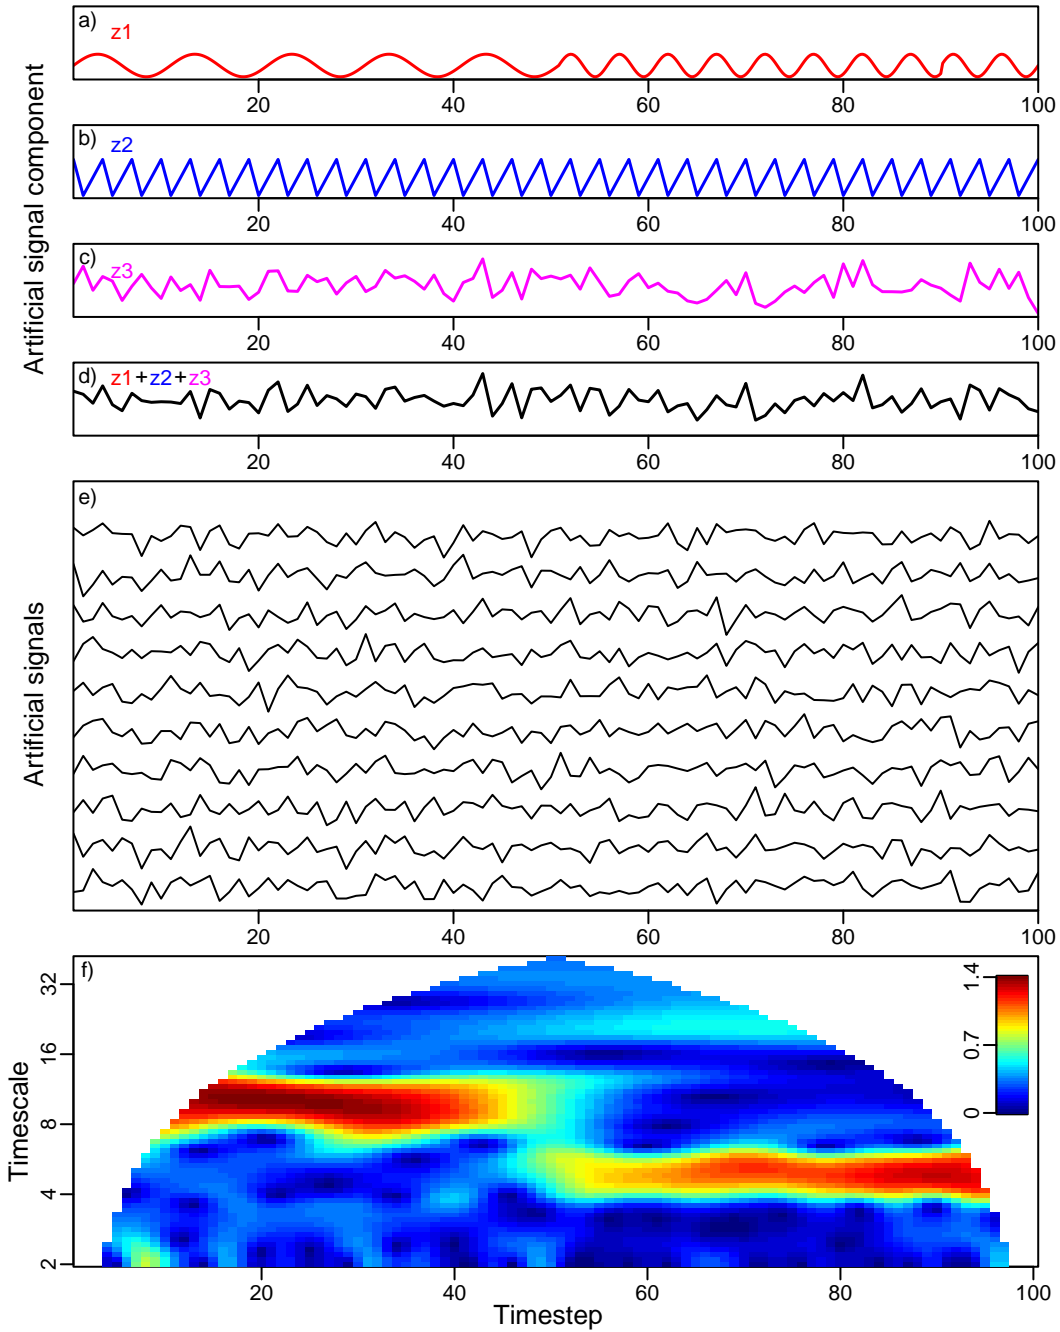 Artificial signal component
a)
z1
20 40 60 80 100
b)
z2
20 40 60 80 100
c)
z3
20 40 60 80 100
d)
z1+z2+z3
20 40 60 80 100
Artificial signals
e)
20 40 60 80 100
Timescale
f)
32
16
8
4
2
1.4
0.7
0
20 40 60 80 100
Timestep